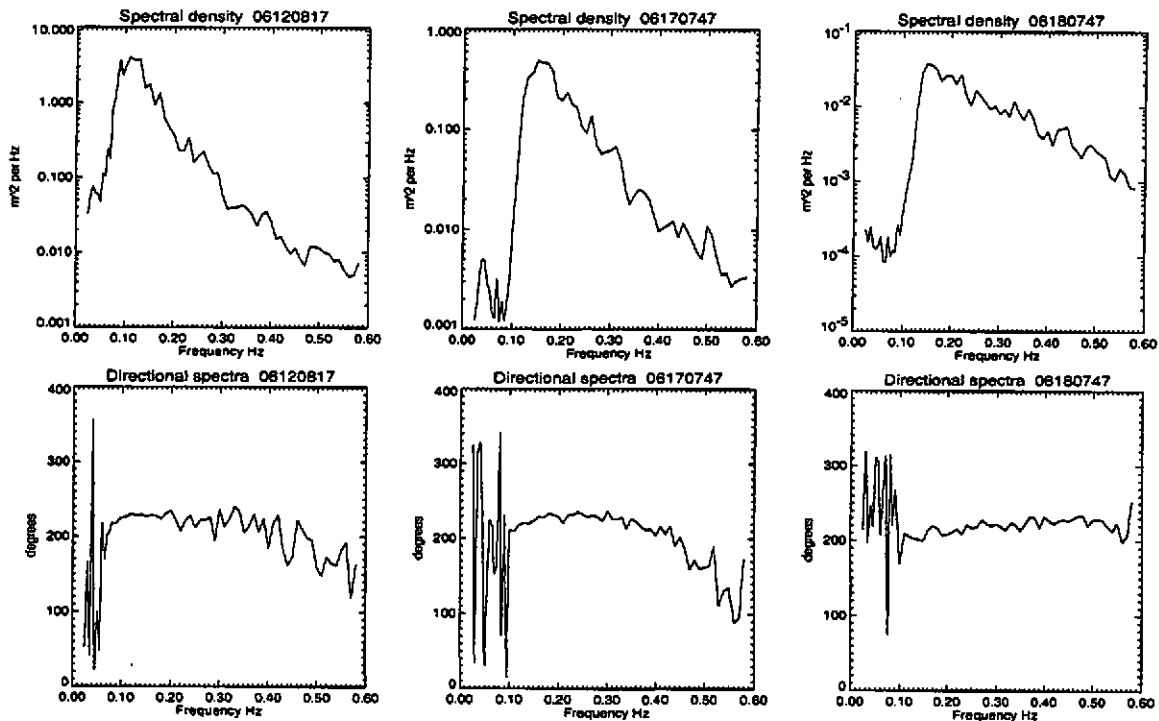 Spectral density 06120817
10.000
1.000
0.100
0.010
0.001
m^2 per Hz
0.00 0.10 0.20 0.30 0.40 0.50 0.60
Frequency Hz
Spectral density 06170747
1.000
0.100
0.010
0.001
m^2 per Hz
0.00 0.10 0.20 0.30 0.40 0.50 0.60
Frequency Hz
Spectral density 06180747
10-1
10-2
10-3
10-4
10-5
m^2 per Hz
0.00 0.10 0.20 0.30 0.40 0.50 0.60
Frequency Hz
Directional spectra 06120817
400
300
200
100
0
degrees
0.00 0.10 0.20 0.30 0.40 0.50 0.60
Frequency Hz
Directional spectra 06170747
400
300
200
100
0
degrees
0.00 0.10 0.20 0.30 0.40 0.50 0.60
Frequency Hz
Directional spectra 06180747
400
300
200
100
0
degrees
0.00 0.10 0.20 0.30 0.40 0.50 0.60
Frequency Hz